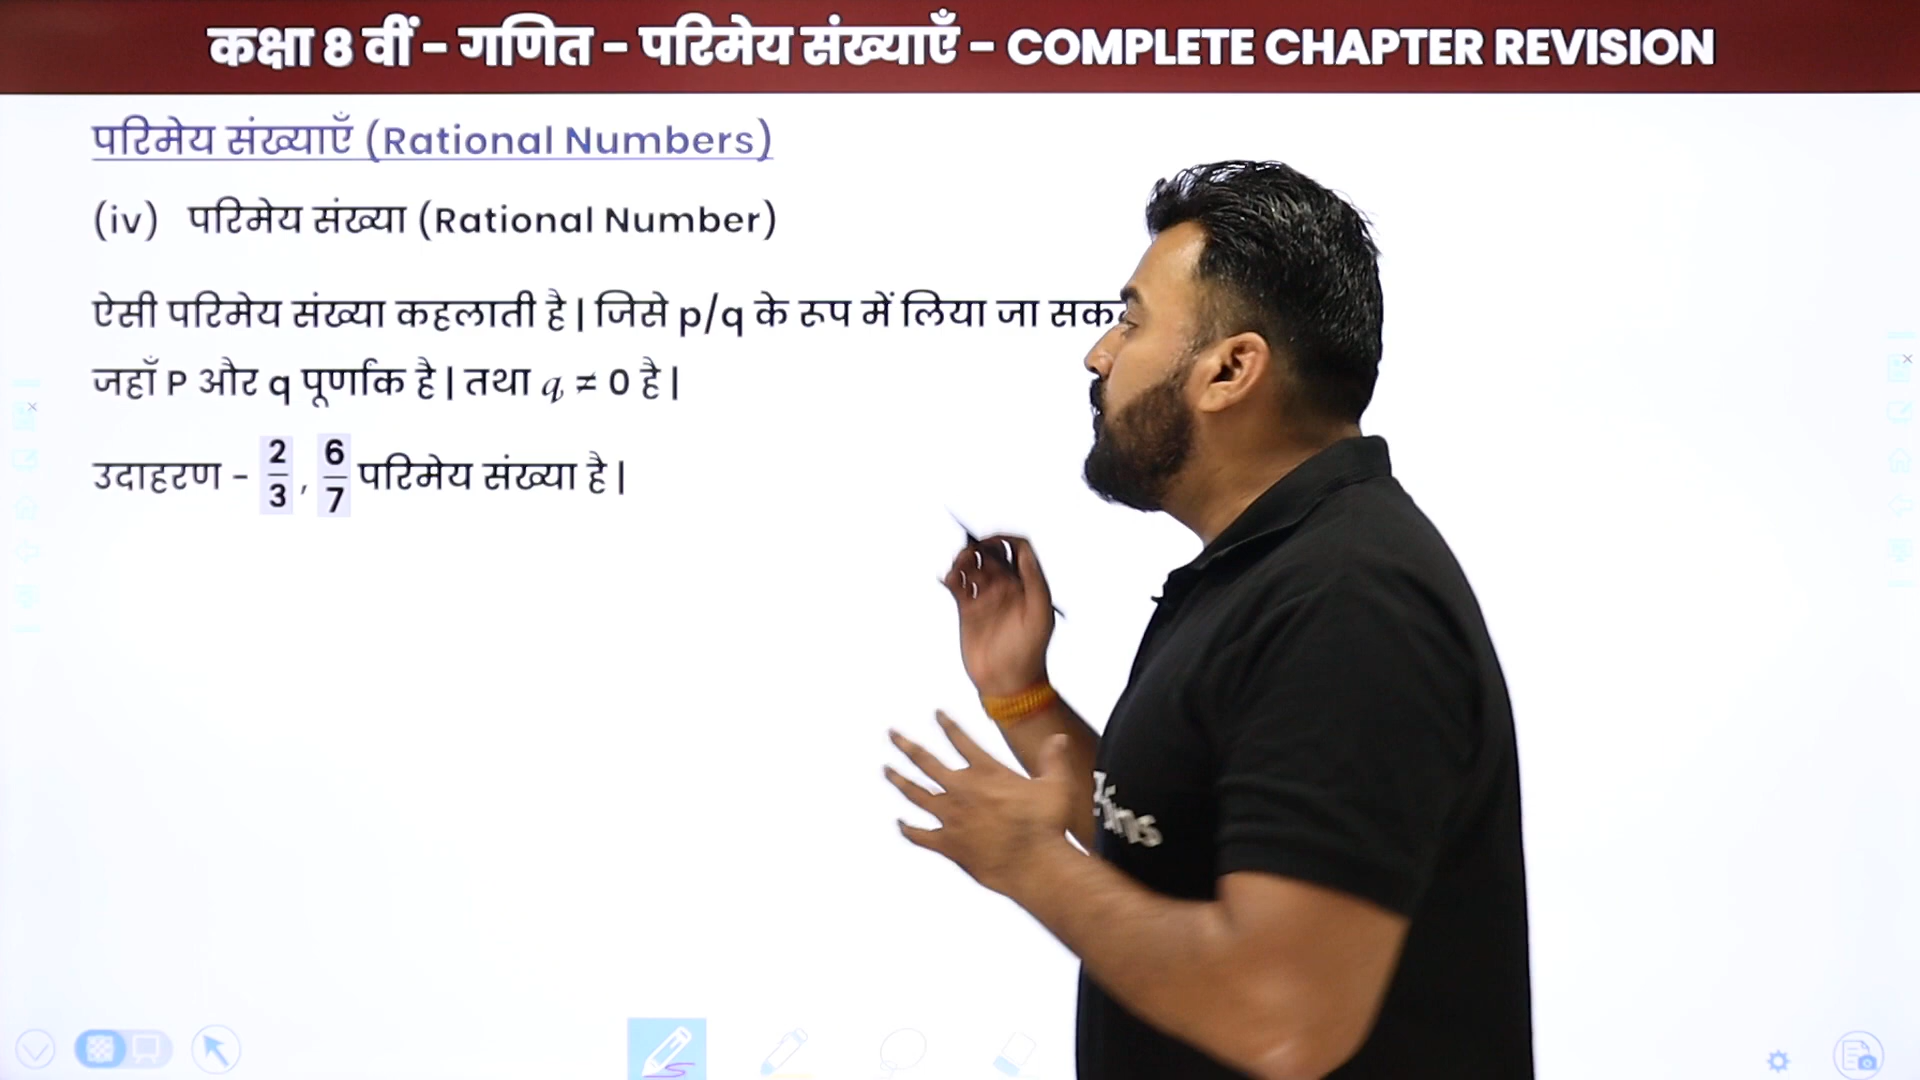 कक्षा 8 वीं - गणित - परिमेय संख्याएँ - COMPLETE CHAPTER REVISION
परिमेय संख्याएँ (Rational Numbers)
(iv) परिमेय संख्या (Rational Number)
ऐसी परिमेय संख्या कहलाती है | जिसे p/q के रूप में लिया जा
जहाँ P और q पूर्णांक है | तथा q ≠ 0 है |
उदाहरण - 2/3 , 6/7 परिमेय संख्या है |